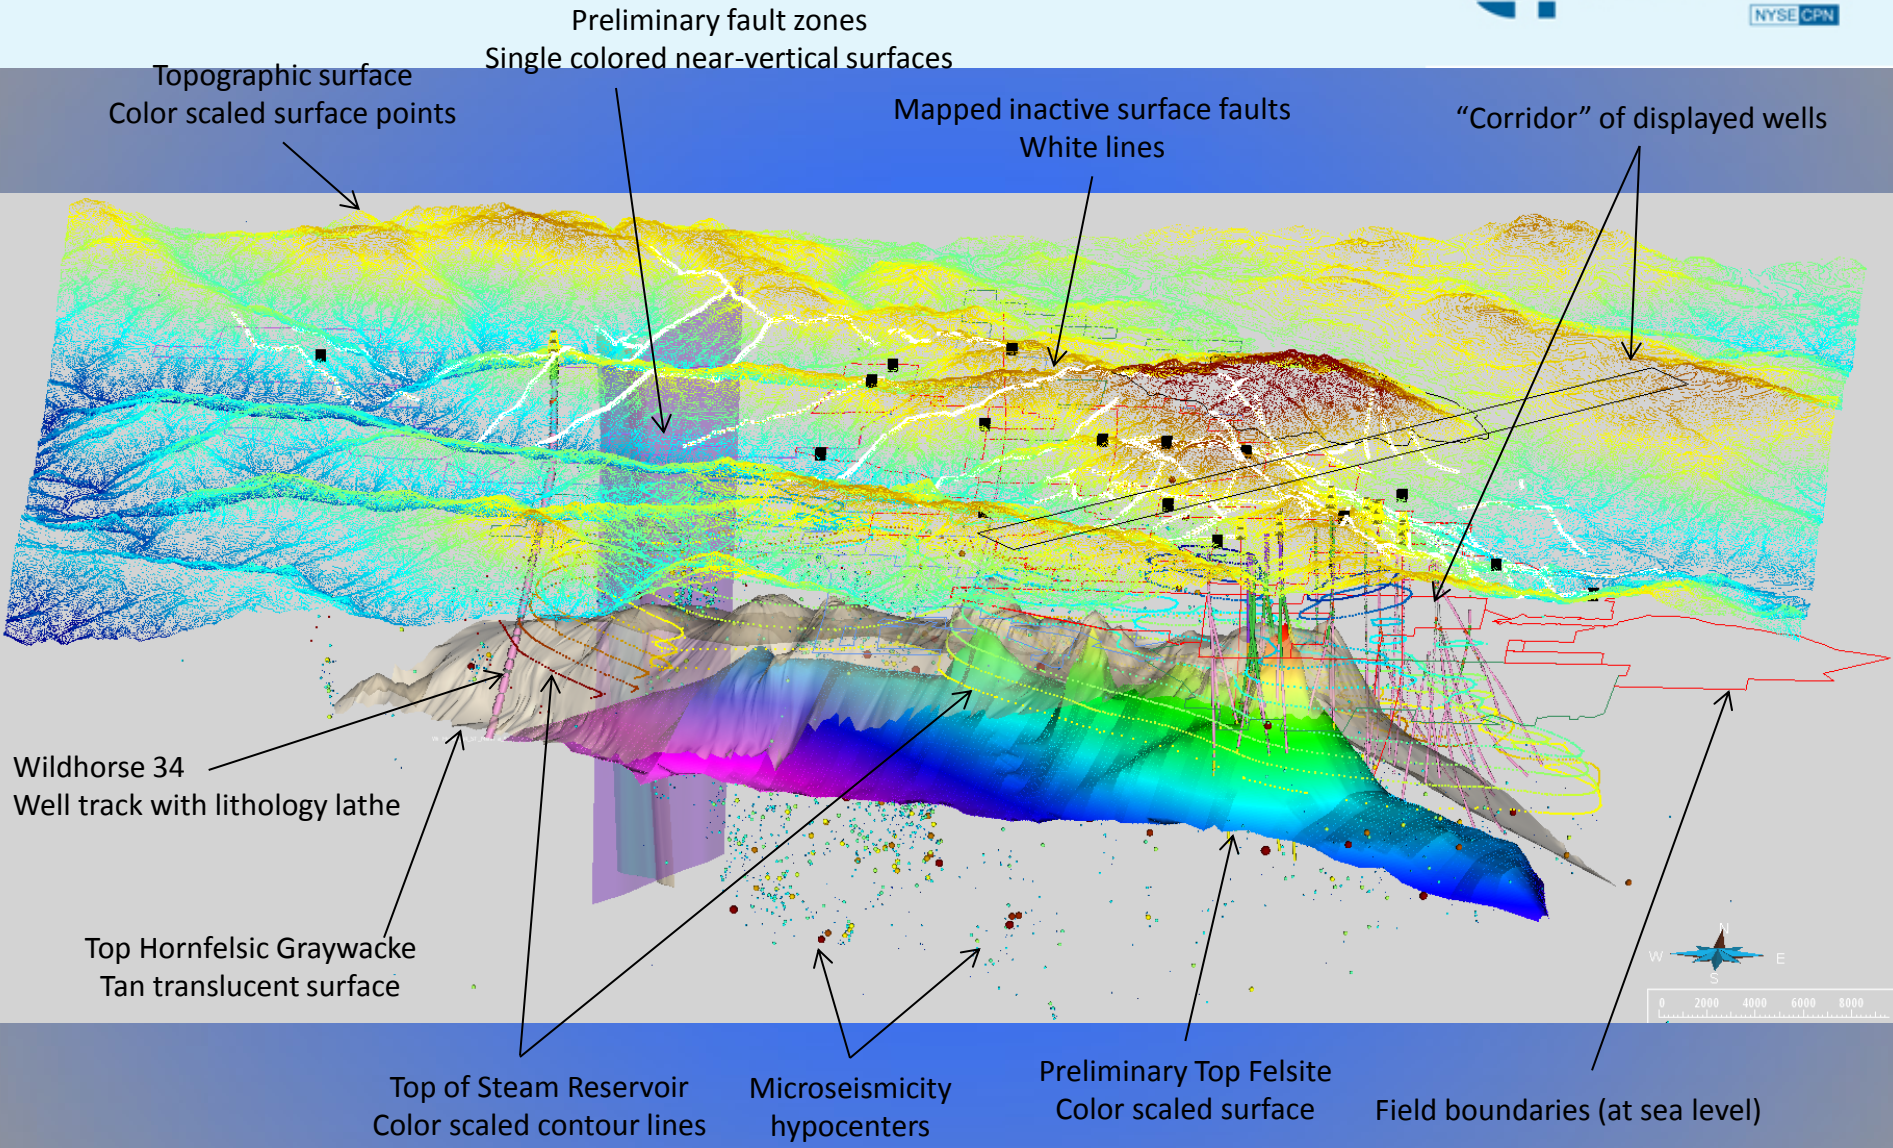 NYSE CPN
Preliminary fault zones
Single colored near-vertical surfaces
Topographic surface
Color scaled surface points
Mapped inactive surface faults
White lines
“Corridor” of displayed wells
Wildhorse 34
Well track with lithology lathe
Top Hornfelsic Graywacke
Tan translucent surface
N
W
E
S
0 2000 4000 6000 8000
Top of Steam Reservoir
Color scaled contour lines
Microseismicity
hypocenters
Preliminary Top Felsite
Color scaled surface
Field boundaries (at sea level)